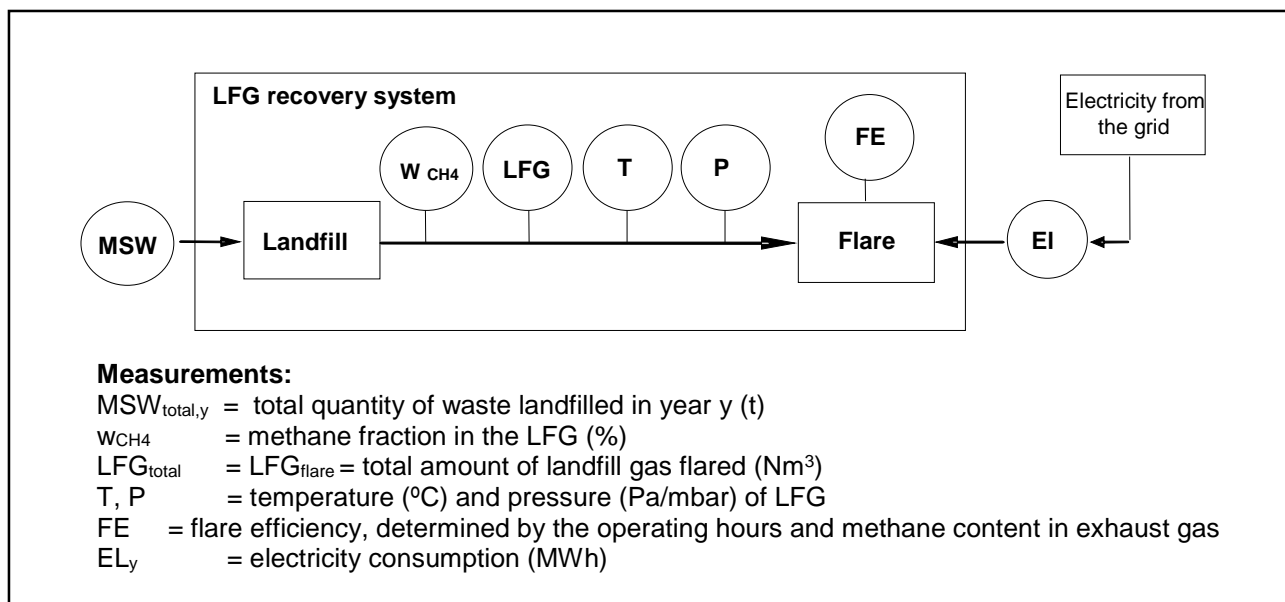 LFG recovery system
Electricity from
the grid
FE
W CH4
LFG
T
P
MSW
Landfill
Flare
EI
Measurements:
MSWtotal,y = total quantity of waste landfilled in year y (t)
wCH4 = methane fraction in the LFG (%)
LFGtotal = LFGflare = total amount of landfill gas flared (Nm³)
T, P = temperature (ºC) and pressure (Pa/mbar) of LFG
FE = flare efficiency, determined by the operating hours and methane content in exhaust gas
ELy = electricity consumption (MWh)